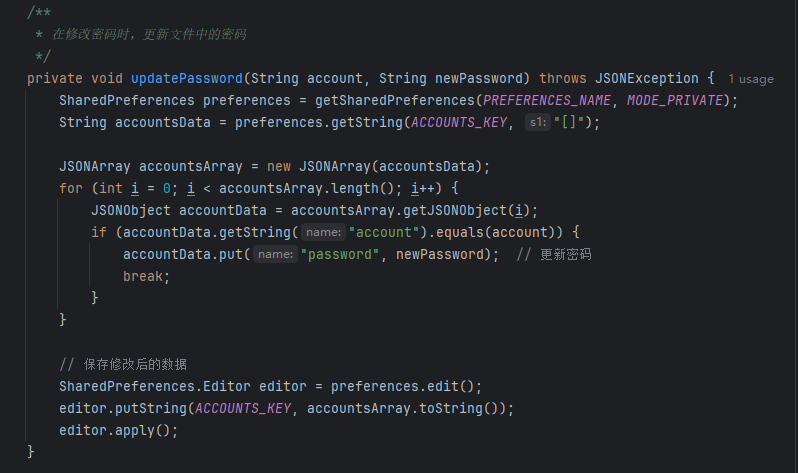 /**
 * 在修改密码时，更新文件中的密码
 */
private void updatePassword(String account, String newPassword) throws JSONException { 1 usage
    SharedPreferences preferences = getSharedPreferences(PREFERENCES_NAME, MODE_PRIVATE);
    String accountsData = preferences.getString(ACCOUNTS_KEY, s1: "[]");

    JSONArray accountsArray = new JSONArray(accountsData);
    for (int i = 0; i < accountsArray.length(); i++) {
        JSONObject accountData = accountsArray.getJSONObject(i);
        if (accountData.getString( name: "account").equals(account)) {
            accountData.put( name: "password", newPassword);  // 更新密码
            break;
        }
    }

    // 保存修改后的数据
    SharedPreferences.Editor editor = preferences.edit();
    editor.putString(ACCOUNTS_KEY, accountsArray.toString());
    editor.apply();
}